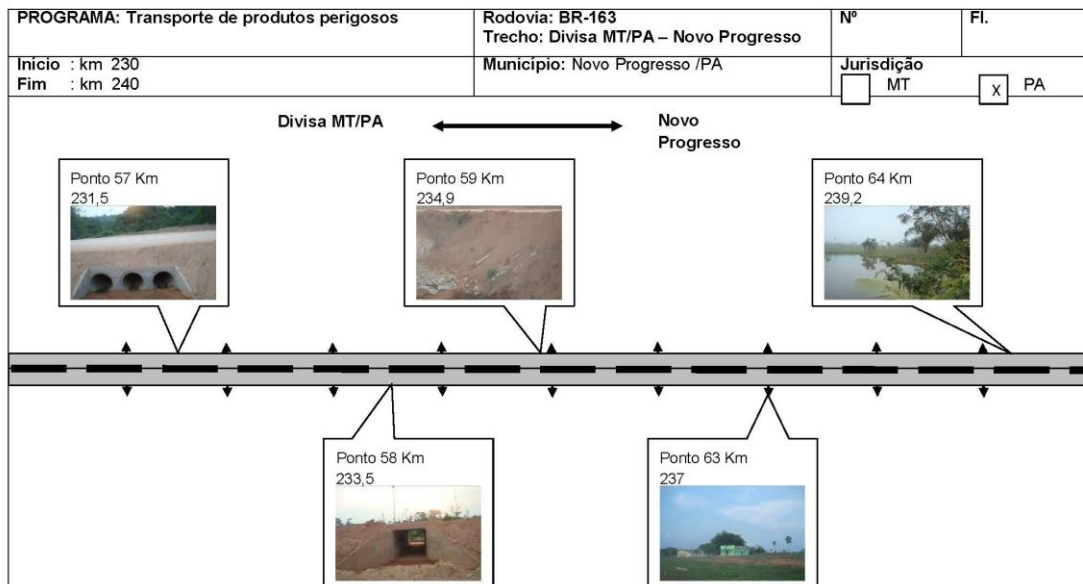 PROGRAMA: Transporte de produtos perigosos
Rodovia: BR-163
Trecho: Divisa MT/PA – Novo Progresso
Nº
Fl.
Início : km 230
Fim : km 240
Município: Novo Progresso /PA
Jurisdição
MT
X PA
Divisa MT/PA
Novo
Progresso
Ponto 57 Km
231,5
Ponto 59 Km
234,9
Ponto 64 Km
239,2
Ponto 58 Km
233,5
Ponto 63 Km
237